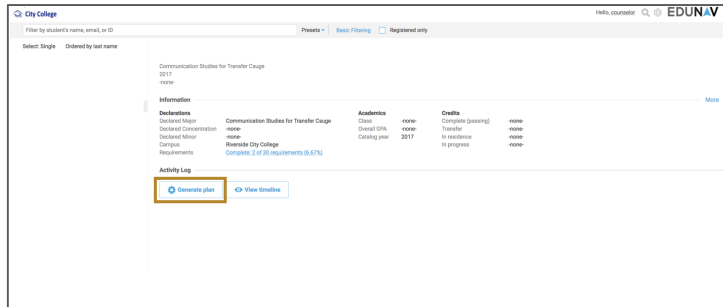 City College
Hello, counselor
EDUNAV
Filter by student's name, email, or ID
Presets
Basic Filtering
Registered only
Select: Single Ordered by last name
Communication Studies for Transfer Csuge
2017
-none-
Information
More
Declarations Academics Credits
Declared Major Communication Studies for Transfer Csuge Class -none- Complete (passing) -none-
Declared Concentration -none- Overall GPA -none- Transfer -none-
Declared Minor -none- Catalog year 2017 In residence -none-
Campus Riverside City College In progress -none-
Requirements Complete: 2 of 30 requirements (6.67%)
Activity Log
Generate plan View timeline